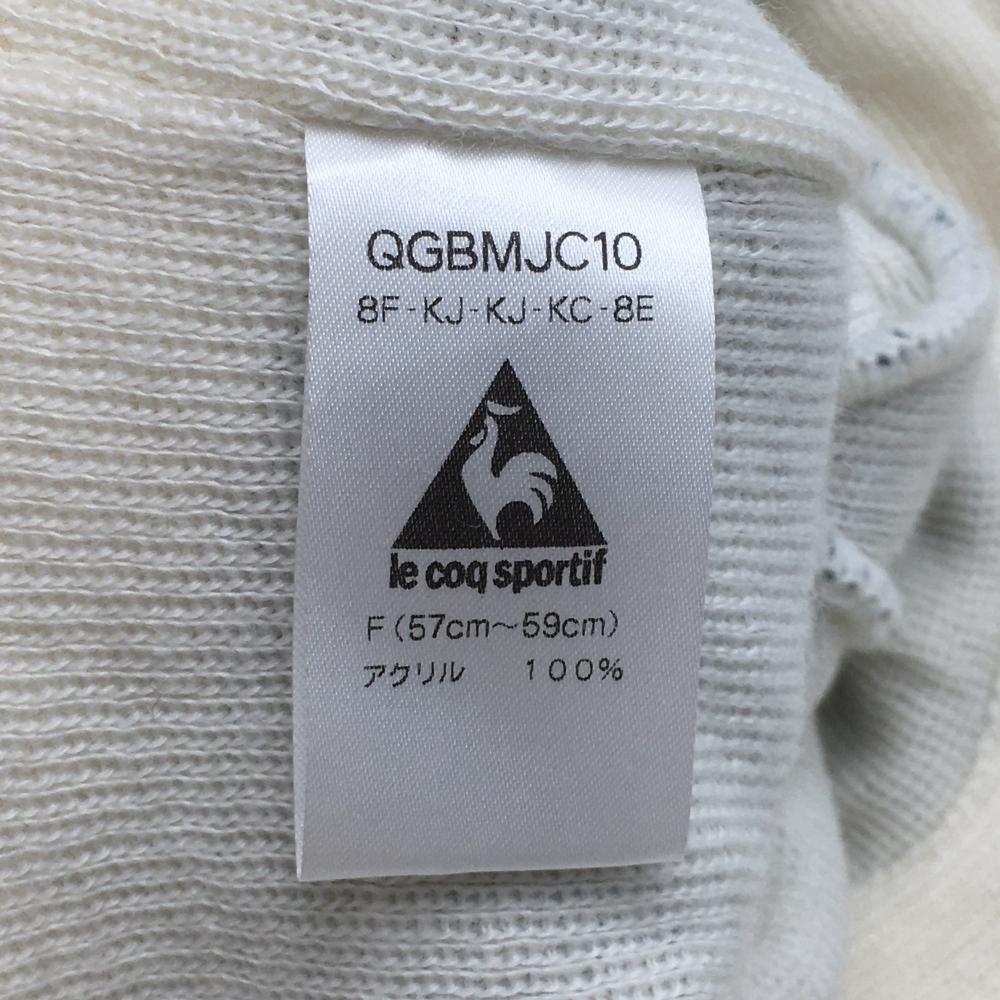 QGBMJC10
8F-KJ-KJ-KC-8E
le coq sportif
F(57cm～59cm)
アクリル 100%